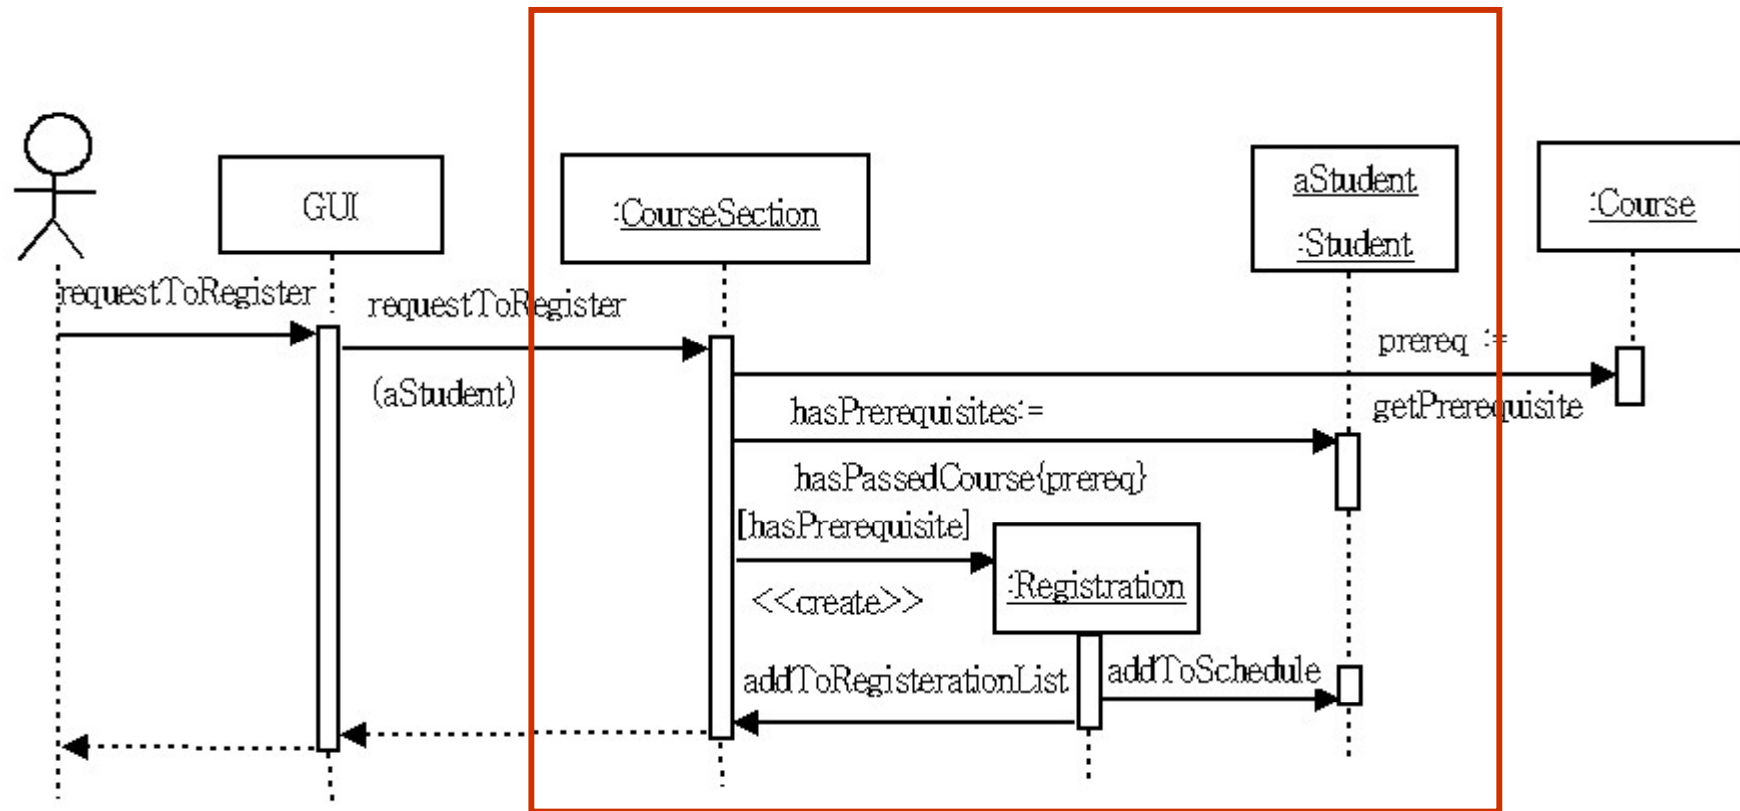 GUI
:CourseSection
aStudent
:Student
:Course
requestToRegister
requestToRegister
(aStudent)
prereq :=
getPrerequisite
hasPrerequisites:=
hasPassedCourse{prereq}
[hasPrerequisite]
<<create>>
:Registration
addToRegisterationList
addToSchedule